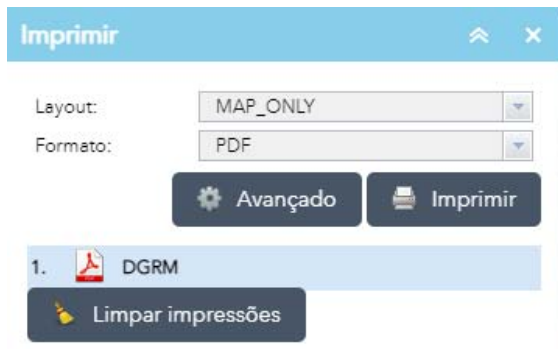 Imprimir
Layout: MAP_ONLY
Formato: PDF
Avançado Imprimir
1. DGRM
Limpar impressões